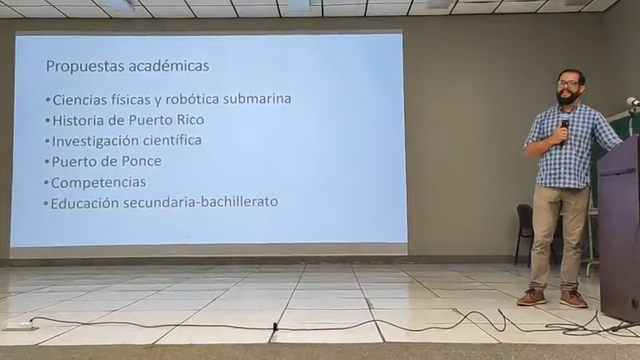 Propuestas académicas
•Ciencias físicas y robótica submarina
•Historia de Puerto Rico
•Investigación científica
•Puerto de Ponce
•Competencias
•Educación secundaria-bachillerato